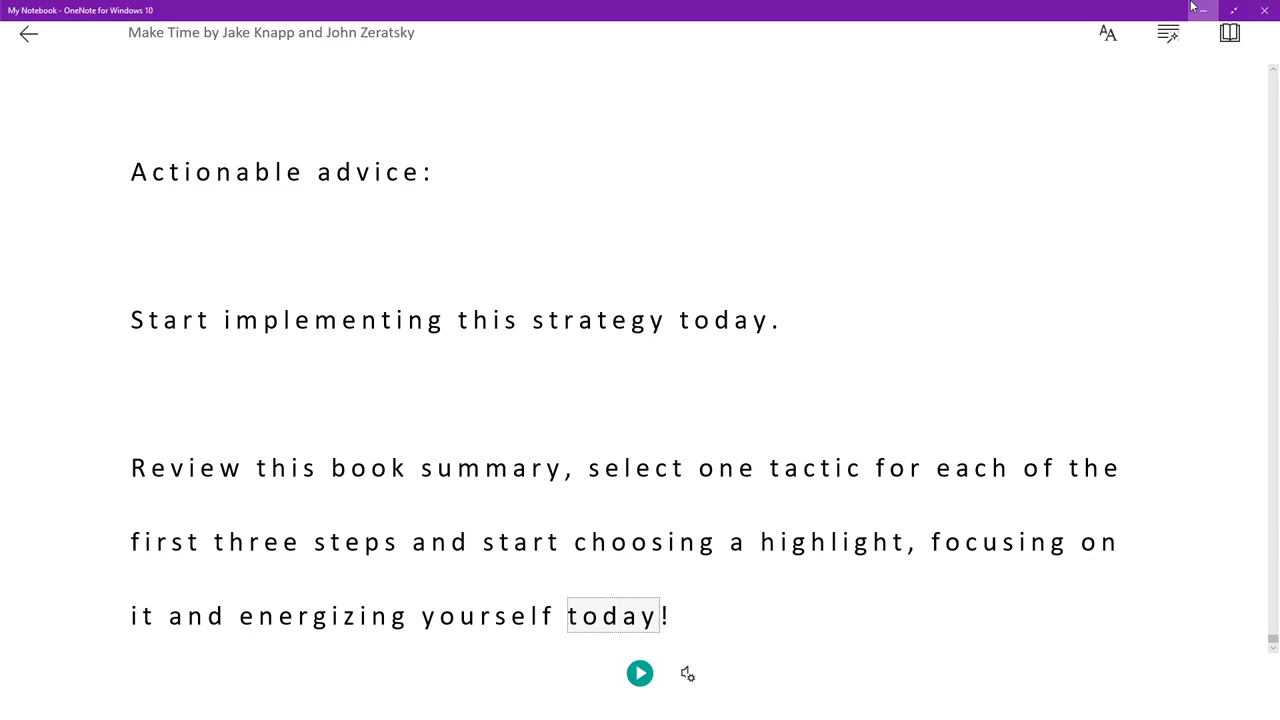 My Notebook - OneNote for Windows 10
Make Time by Jake Knapp and John Zeratsky
Actionable advice:
Start implementing this strategy today.
Review this book summary, select one tactic for each of the
first three steps and start choosing a highlight, focusing on
it and energizing yourself today!